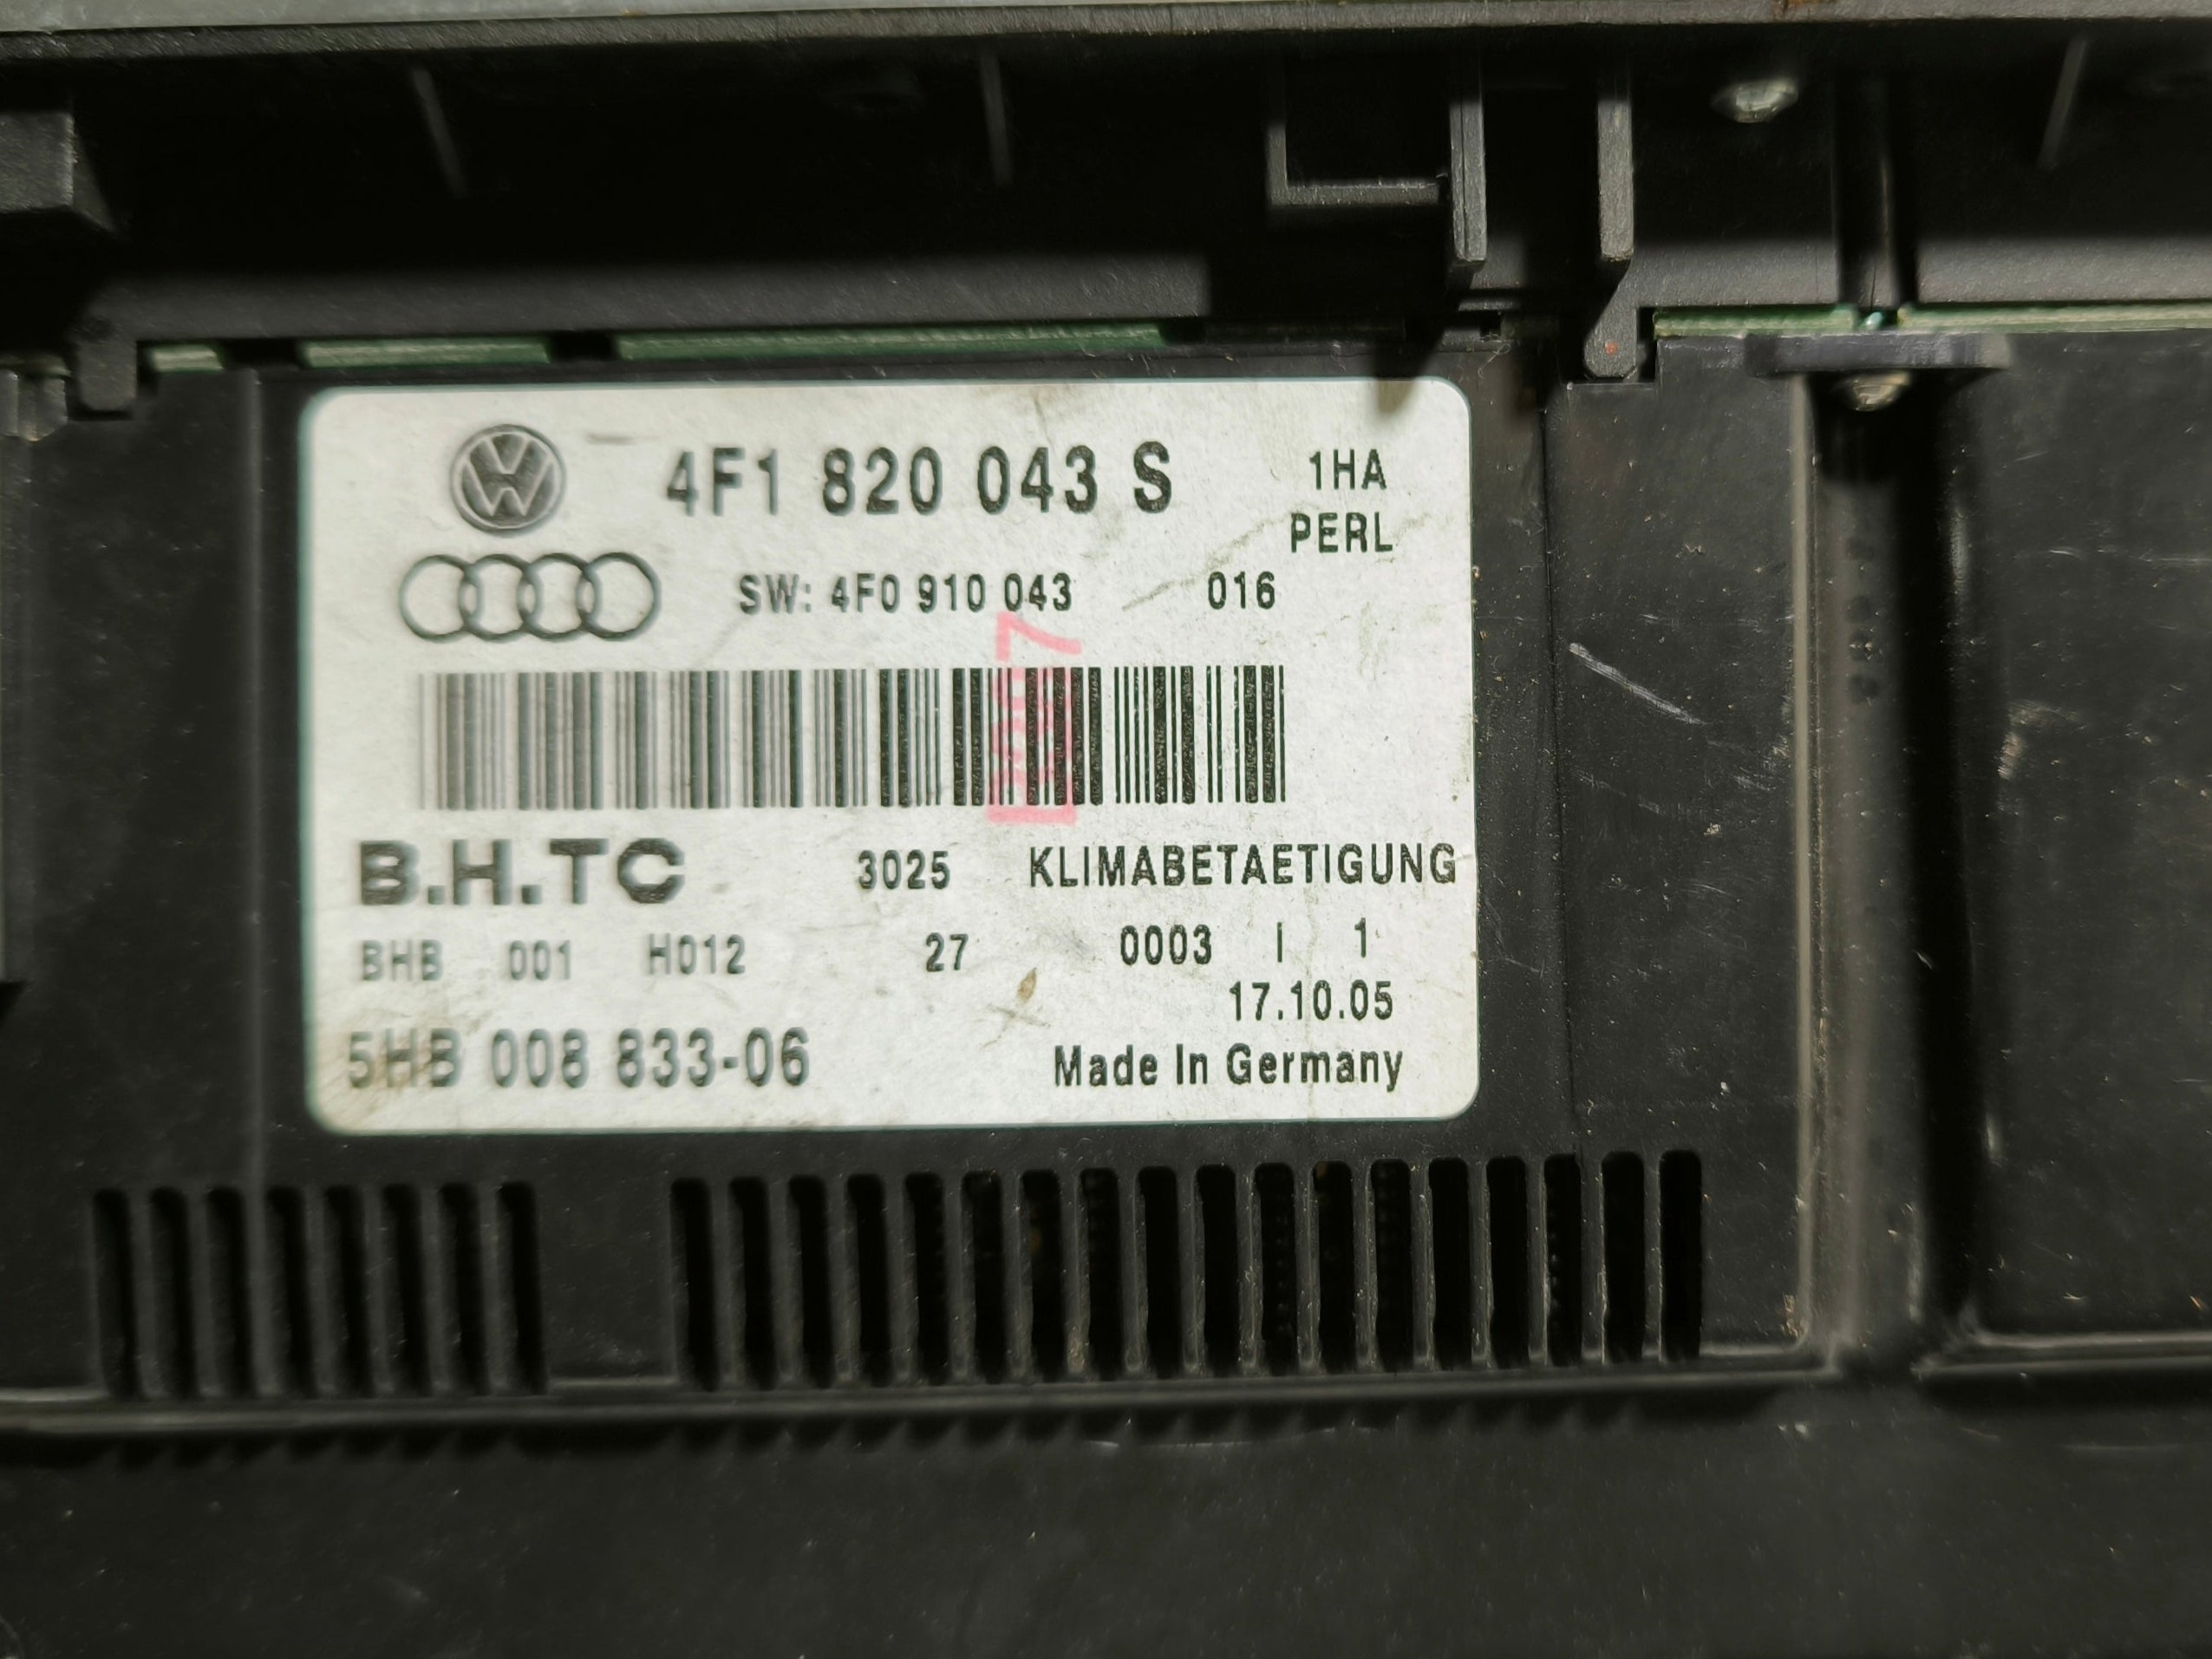 4F1 820 043 S 1HA
PERL
SW: 4F0 910 043 016
B.H.TC 3025 KLIMABETAETIGUNG
BHB 001 H012 27 0003 I 1
17.10.05
5HB 008 833-06 Made In Germany